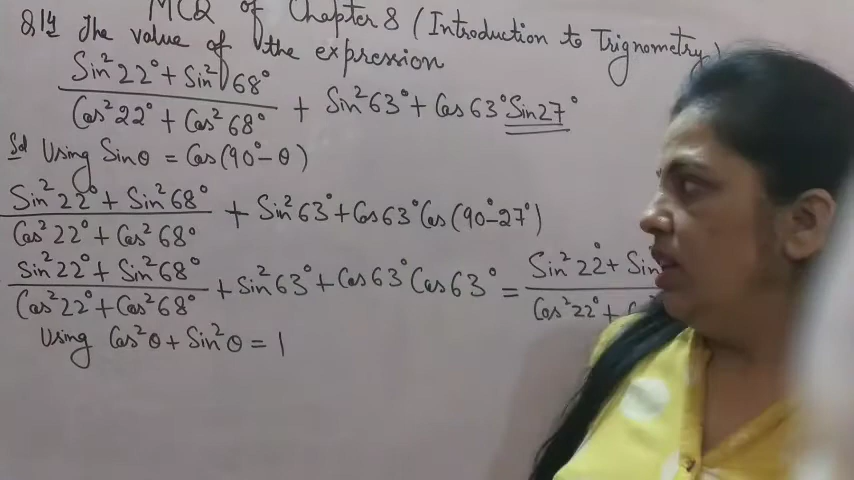 MCQ of Chapter 8 (Introduction to Trignometry)
Q14 The value of the expression
Sin²22° + Sin²68° / Cos²22° + Cos²68° + Sin²63° + Cos63° Sin27°
Sol Using Sinθ = Cos(90°-θ)
Sin²22° + Sin²68° / Cos²22° + Cos²68° + Sin²63° + Cos63° Cos(90°-27°)
Sin²22° + Sin²68° / Cos²22° + Cos²68° + Sin²63° + Cos63° Cos63° = Sin²22° + Sin / Cos²22° +
Using Cos²θ + Sin²θ = 1